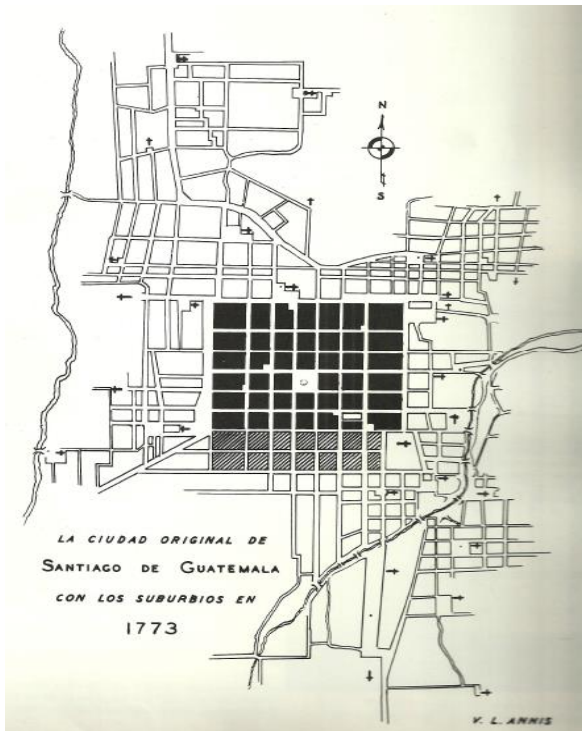 N
S
LA CIUDAD ORIGINAL DE
SANTIAGO DE GUATEMALA
CON LOS SUBURBIOS EN
1773
V. L. ANNIS